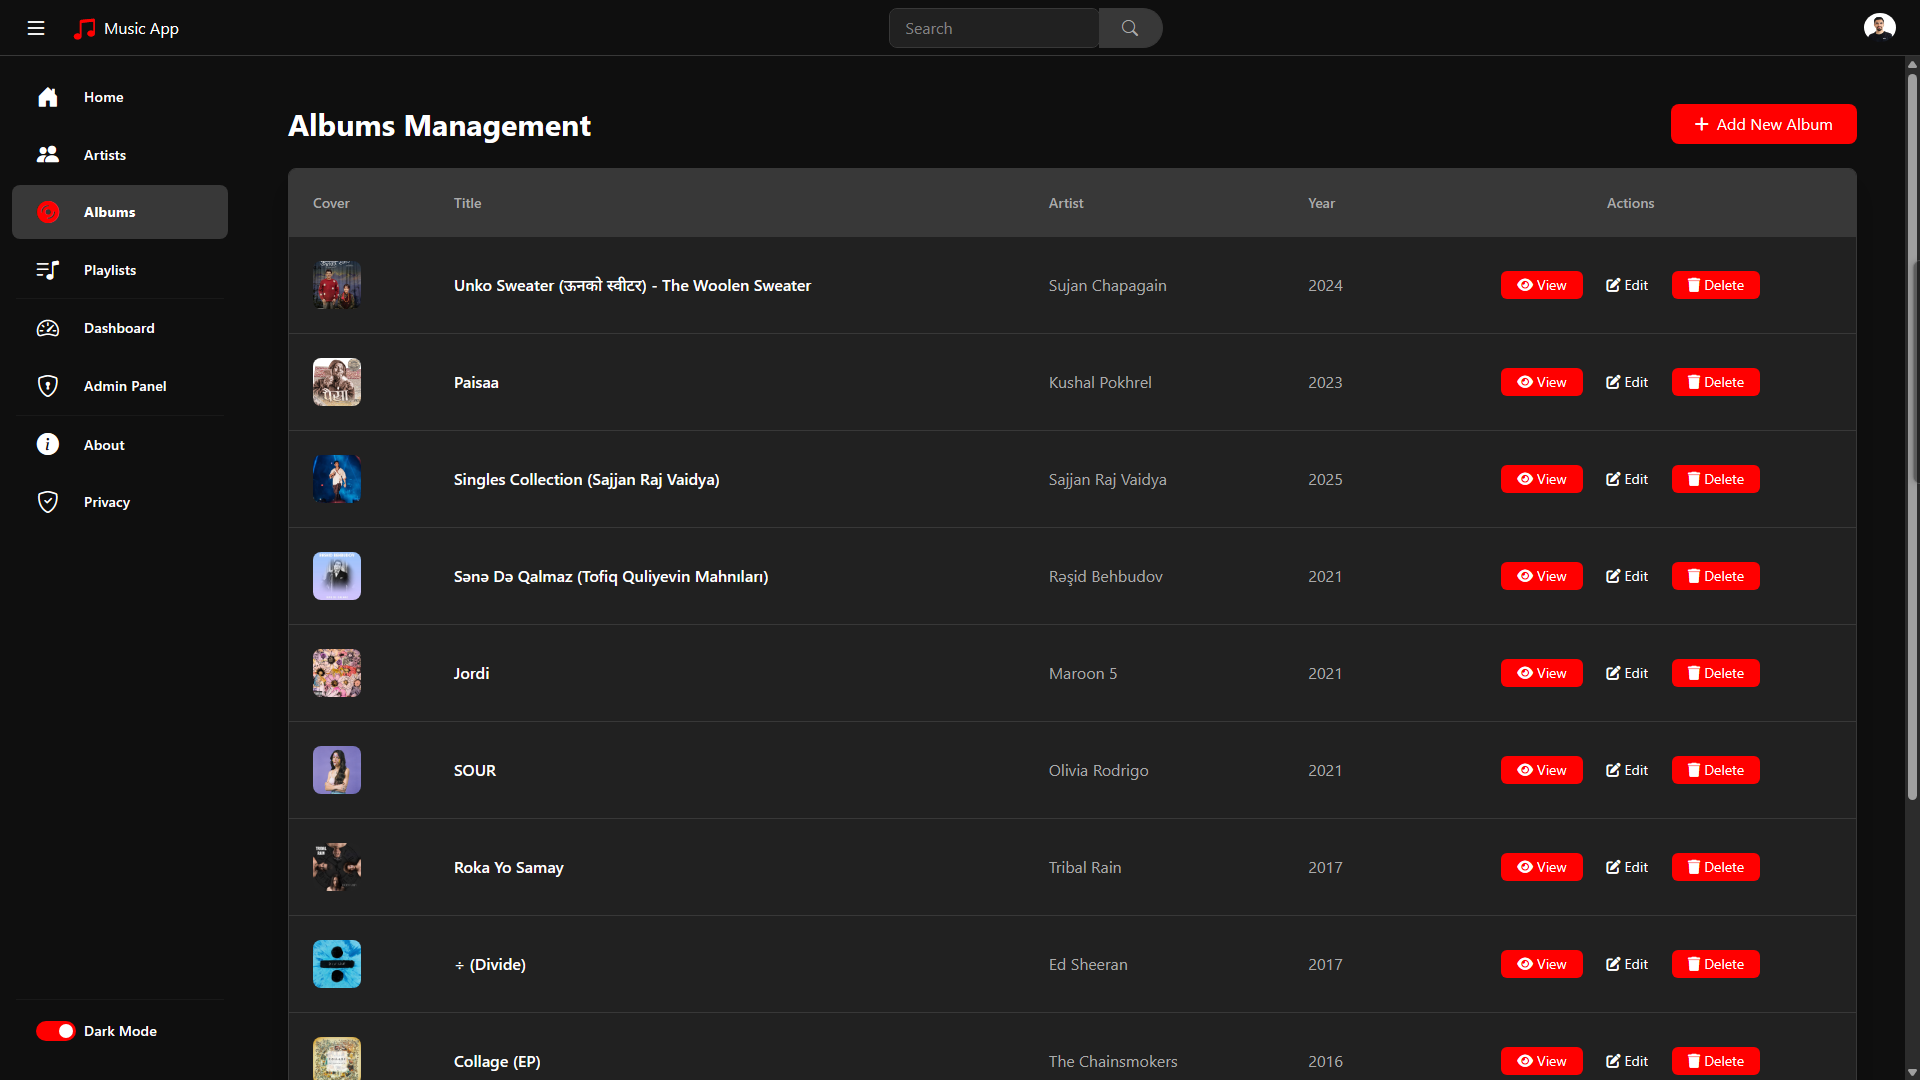 Music App
Search
Home
Artists
Albums
Playlists
Dashboard
Admin Panel
About
Privacy
Dark Mode
Albums Management
Add New Album
Cover Title Artist Year Actions
Unko Sweater (ऊनको स्वीटर) - The Woolen Sweater Sujan Chapagain 2024 View Edit Delete
Paisaa Kushal Pokhrel 2023 View Edit Delete
Singles Collection (Sajjan Raj Vaidya) Sajjan Raj Vaidya 2025 View Edit Delete
Sənə Də Qalmaz (Tofiq Quliyevin Mahnıları) Rəşid Behbudov 2021 View Edit Delete
Jordi Maroon 5 2021 View Edit Delete
SOUR Olivia Rodrigo 2021 View Edit Delete
Roka Yo Samay Tribal Rain 2017 View Edit Delete
÷ (Divide) Ed Sheeran 2017 View Edit Delete
Collage (EP) The Chainsmokers 2016 View Edit Delete